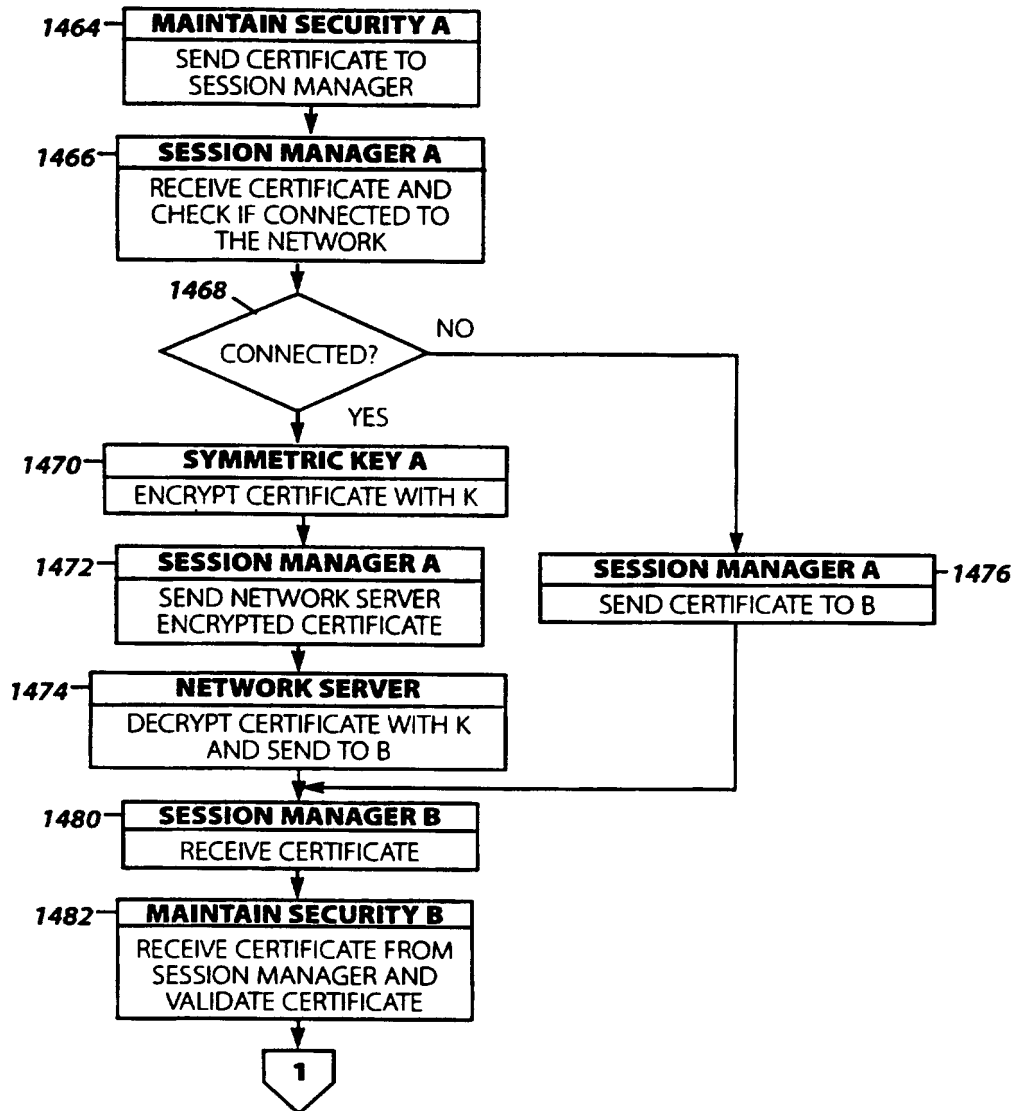 1464
MAINTAIN SECURITY A
SEND CERTIFICATE TO
SESSION MANAGER
1466
SESSION MANAGER A
RECEIVE CERTIFICATE AND
CHECK IF CONNECTED TO
THE NETWORK
1468
CONNECTED?
NO
YES
1470
SYMMETRIC KEY A
ENCRYPT CERTIFICATE WITH K
1472
SESSION MANAGER A
SEND NETWORK SERVER
ENCRYPTED CERTIFICATE
SESSION MANAGER A
1476
SEND CERTIFICATE TO B
1474
NETWORK SERVER
DECRYPT CERTIFICATE WITH K
AND SEND TO B
1480
SESSION MANAGER B
RECEIVE CERTIFICATE
1482
MAINTAIN SECURITY B
RECEIVE CERTIFICATE FROM
SESSION MANAGER AND
VALIDATE CERTIFICATE
1